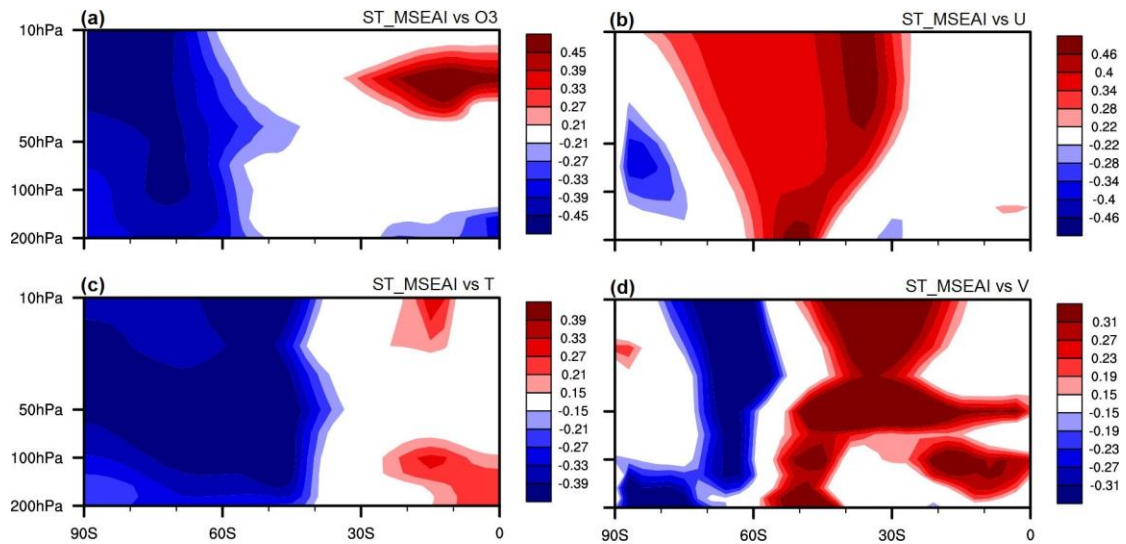 (a) ST_MSEAI vs O3
10hPa
50hPa
100hPa
200hPa
0.45
0.39
0.33
0.27
0.21
-0.21
-0.27
-0.33
-0.45
(b) ST_MSEAI vs U
0.46
0.4
0.34
0.28
0.22
-0.22
-0.28
-0.34
-0.4
-0.46
(c) ST_MSEAI vs T
10hPa
50hPa
100hPa
200hPa
90S 60S 30S 0
0.39
0.33
0.27
0.21
0.15
-0.15
-0.21
-0.27
-0.33
-0.39
(d) ST_MSEAI vs V
90S 60S 30S 0
0.31
0.27
0.23
0.19
0.15
-0.15
-0.19
-0.23
-0.27
-0.31